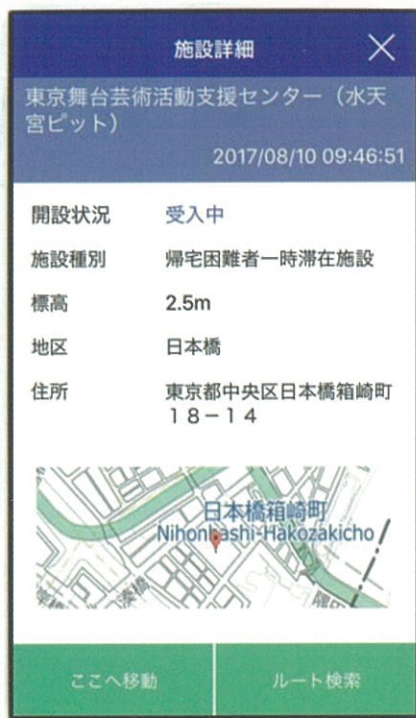 施設詳細
東京舞台芸術活動支援センター（水天
宮ピット）
2017/08/10 09:46:51
開設状況 受入中
施設種別 帰宅困難者一時滞在施設
標高 2.5m
地区 日本橋
住所 東京都中央区日本橋箱崎町
１８－１４
日本橋箱崎町
Nihonbashi-Hakozakicho
ここへ移動 ルート検索